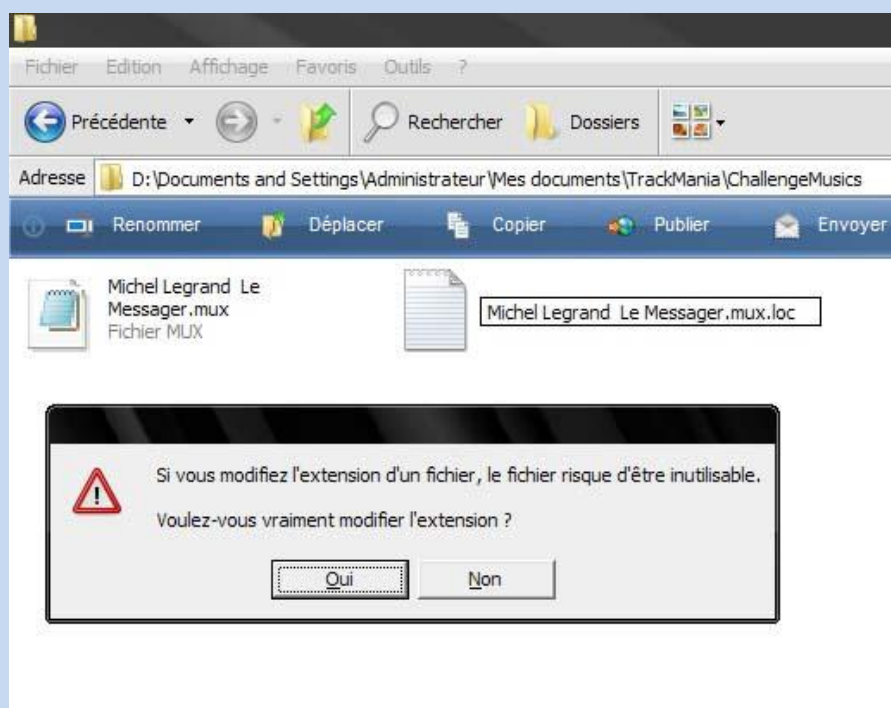 Fichier Edition Affichage Favoris Outils ?
Précédente Rechercher Dossiers
Adresse D:\Documents and Settings\Administrateur\Mes documents\TrackMania\ChallengeMusics
Renommer Déplacer Copier Publier Envoyer
Michel Legrand Le
Messager.mux
Fichier MUX
Michel Legrand Le Messager.mux.loc
Si vous modifiez l'extension d'un fichier, le fichier risque d'être inutilisable.
Voulez-vous vraiment modifier l'extension ?
Oui Non